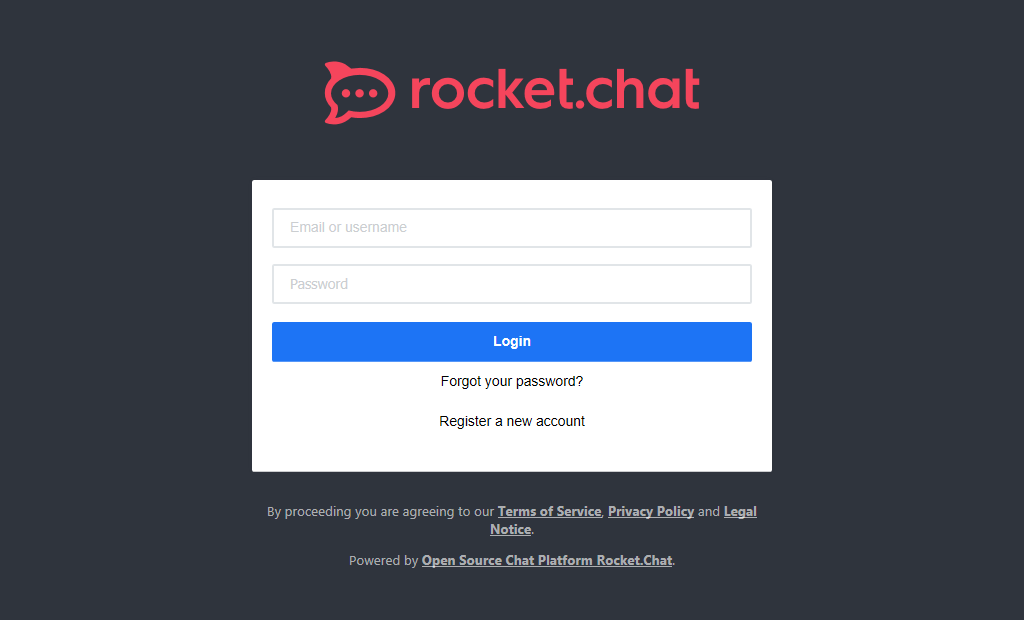 rocket.chat
Email or username
Password
Login
Forgot your password?
Register a new account
By proceeding you are agreeing to our Terms of Service, Privacy Policy and Legal
Notice.
Powered by Open Source Chat Platform Rocket.Chat.